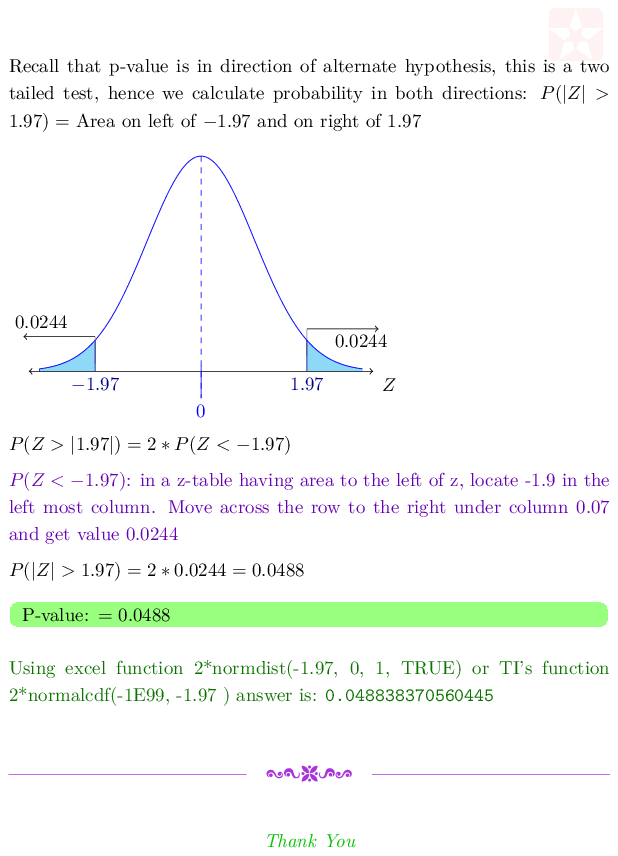 Recall that p-value is in direction of alternate hypothesis, this is a two
tailed test, hence we calculate probability in both directions: P(|Z| >
1.97) = Area on left of −1.97 and on right of 1.97
0.0244
0.0244
−1.97
1.97
Z
0
P(Z > |1.97|) = 2 ∗ P(Z < −1.97)
P(Z < −1.97): in a z-table having area to the left of z, locate -1.9 in the
left most column. Move across the row to the right under column 0.07
and get value 0.0244
P(|Z| > 1.97) = 2 ∗ 0.0244 = 0.0488
P-value: = 0.0488
Using excel function 2*normdist(-1.97, 0, 1, TRUE) or TI's function
2*normalcdf(-1E99, -1.97 ) answer is: 0.048838370560445
Thank You